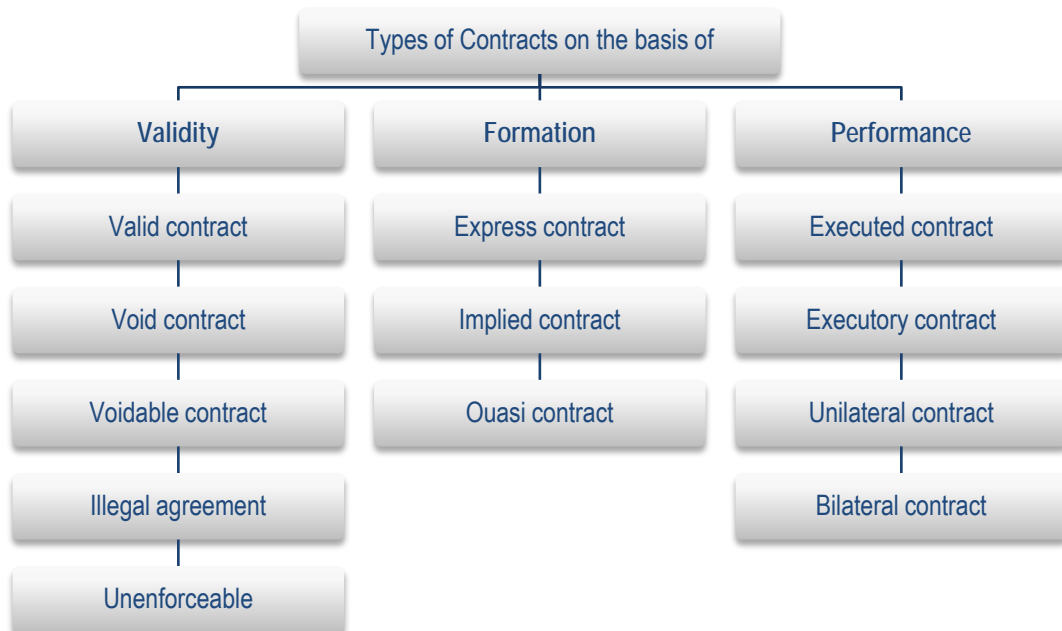 Types of Contracts on the basis of
Validity
Formation
Performance
Valid contract
Express contract
Executed contract
Void contract
Implied contract
Executory contract
Voidable contract
Ouasi contract
Unilateral contract
Illegal agreement
Bilateral contract
Unenforceable